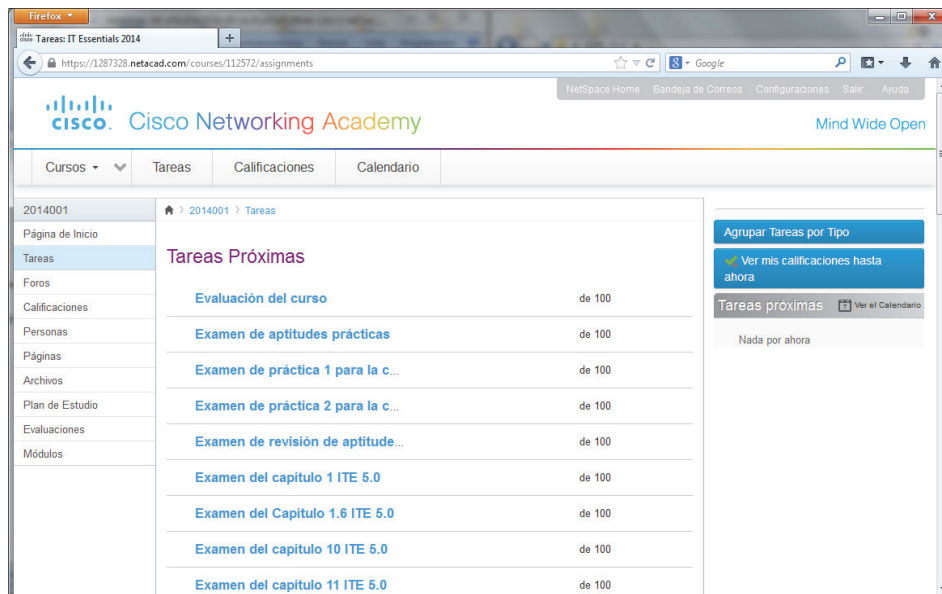 Firefox
Tareas: IT Essentials 2014
https://1287328.netacad.com/courses/112572/assignments
Google
NetSpace Home Bandeja de Correos Configuraciones Salir Ayuda
CISCO. Cisco Networking Academy
Mind Wide Open
Cursos Tareas Calificaciones Calendario
2014001
Página de Inicio
Tareas
Foros
Calificaciones
Personas
Páginas
Archivos
Plan de Estudio
Evaluaciones
Módulos
2014001 > Tareas
Tareas Próximas
Evaluación del curso de 100
Examen de aptitudes prácticas de 100
Examen de práctica 1 para la c... de 100
Examen de práctica 2 para la c... de 100
Examen de revisión de aptitude... de 100
Examen del capítulo 1 ITE 5.0 de 100
Examen del Capítulo 1.6 ITE 5.0 de 100
Examen del capítulo 10 ITE 5.0 de 100
Examen del capítulo 11 ITE 5.0 de 100
Agrupar Tareas por Tipo
Ver mis calificaciones hasta
ahora
Tareas próximas Ver el Calendario
Nada por ahora